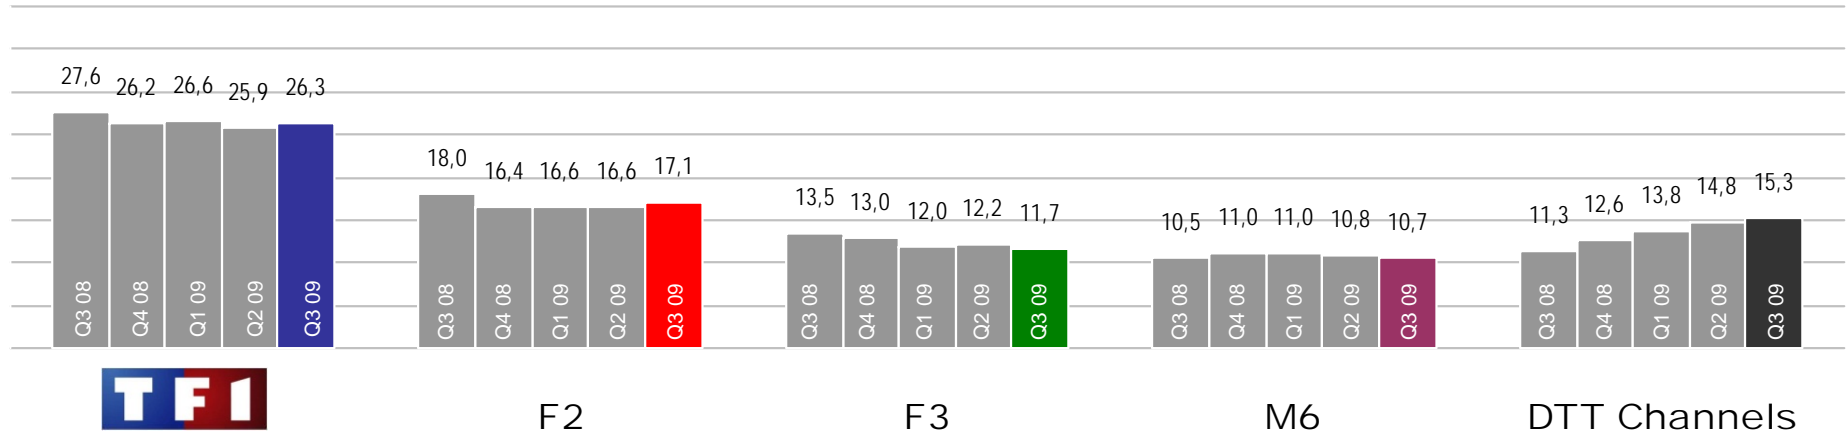 27,6 26,2 26,6 25,9 26,3
Q3 08 Q4 08 Q1 09 Q2 09 Q3 09
TF1
18,0 16,4 16,6 16,6 17,1
Q3 08 Q4 08 Q1 09 Q2 09 Q3 09
F2
13,5 13,0 12,0 12,2 11,7
Q3 08 Q4 08 Q1 09 Q2 09 Q3 09
F3
10,5 11,0 11,0 10,8 10,7
Q3 08 Q4 08 Q1 09 Q2 09 Q3 09
M6
11,3 12,6 13,8 14,8 15,3
Q3 08 Q4 08 Q1 09 Q2 09 Q3 09
DTT Channels